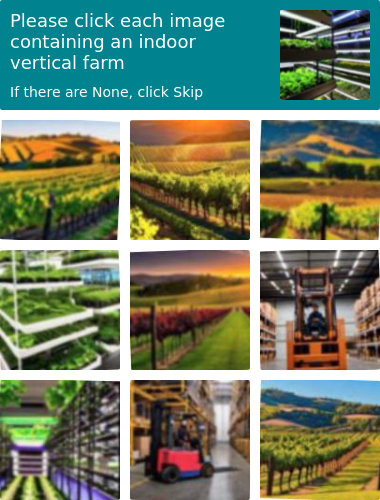 Please click each image
containing an indoor
vertical farm
If there are None, click Skip